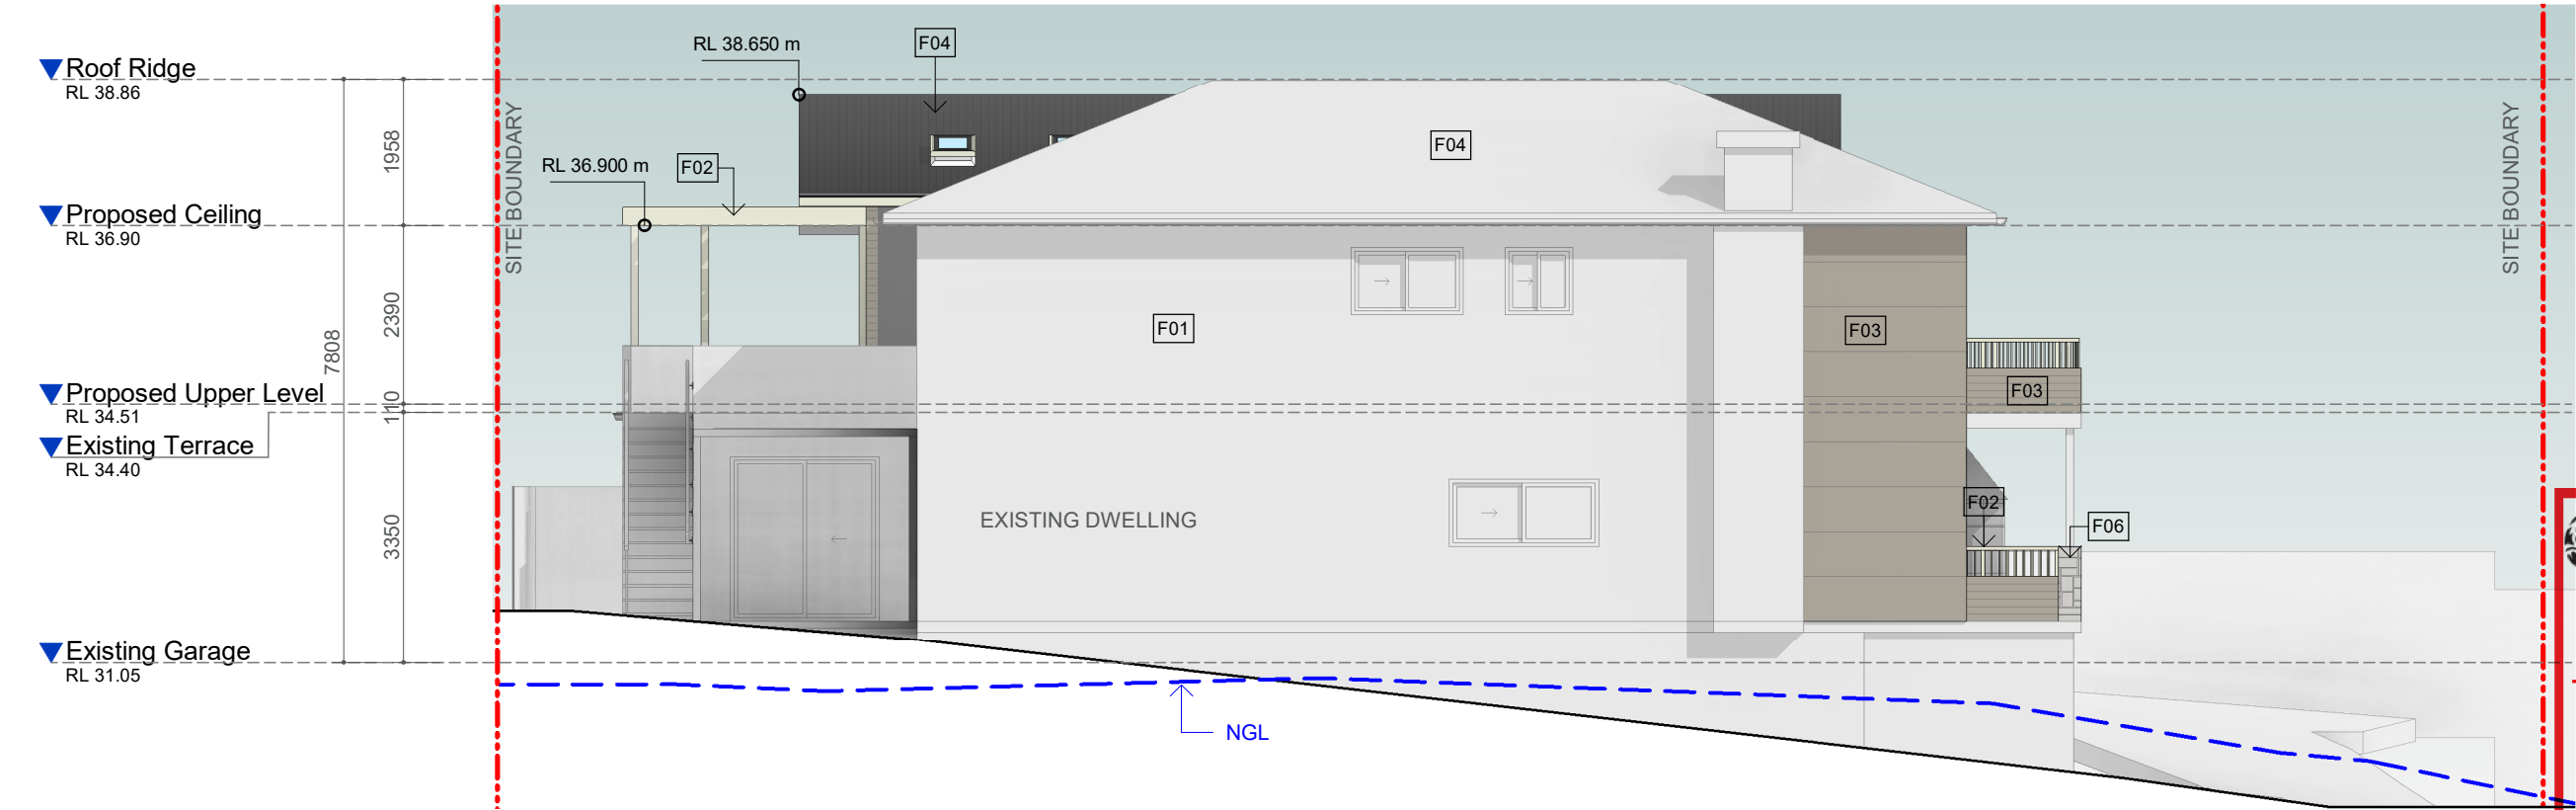 Roof Ridge
RL 38.86
Proposed Ceiling
RL 36.90
Proposed Upper Level
RL 34.51
Existing Terrace
RL 34.40
Existing Garage
RL 31.05
7808
1958
2390
110
3350
SITE BOUNDARY
RL 38.650 m
F04
RL 36.900 m
F02
F04
F01
F03
F03
EXISTING DWELLING
F02
F06
NGL
SITE BOUNDARY